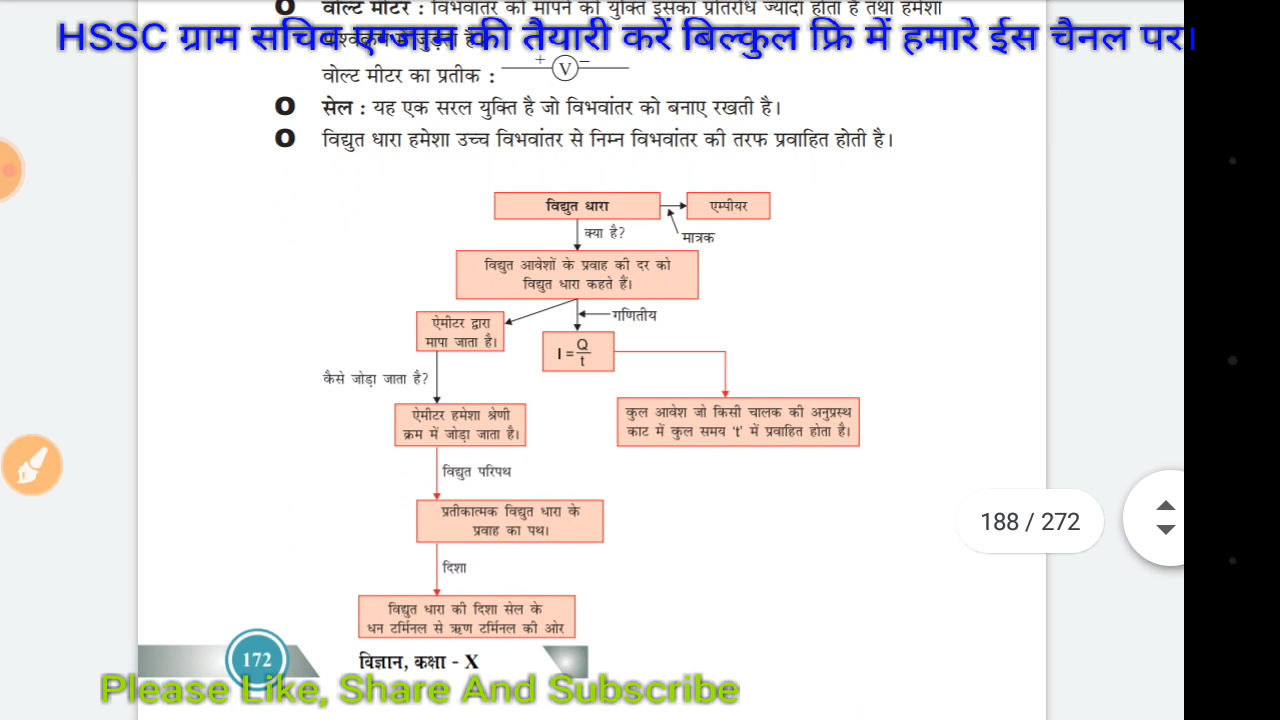 वोल्ट मीटर : विभवांतर को मापने की युक्ति इसका प्रतिरोध ज्यादा होता है तथा हमेशा
HSSC ग्राम सचिव एग्जाम की तैयारी करें बिल्कुल फ्रि में हमारे ईस चैनल पर।
वोल्ट मीटर का प्रतीक : + V −
सेल : यह एक सरल युक्ति है जो विभवांतर को बनाए रखती है।
विद्युत धारा हमेशा उच्च विभवांतर से निम्न विभवांतर की तरफ प्रवाहित होती है।
विद्युत धारा
एम्पीयर
क्या है?
मात्रक
विद्युत आवेशों के प्रवाह की दर को
विद्युत धारा कहते हैं।
ऐमीटर द्वारा
मापा जाता है।
गणितीय
I = Q/t
कैसे जोड़ा जाता है?
ऐमीटर हमेशा श्रेणी
क्रम में जोड़ा जाता है।
कुल आवेश जो किसी चालक की अनुप्रस्थ
काट में कुल समय ‘t’ में प्रवाहित होता है।
विद्युत परिपथ
प्रतीकात्मक विद्युत धारा के
प्रवाह का पथ।
188 / 272
दिशा
विद्युत धारा की दिशा सेल के
धन टर्मिनल से ऋण टर्मिनल की ओर
172
विज्ञान, कक्षा - X
Please Like, Share And Subscribe